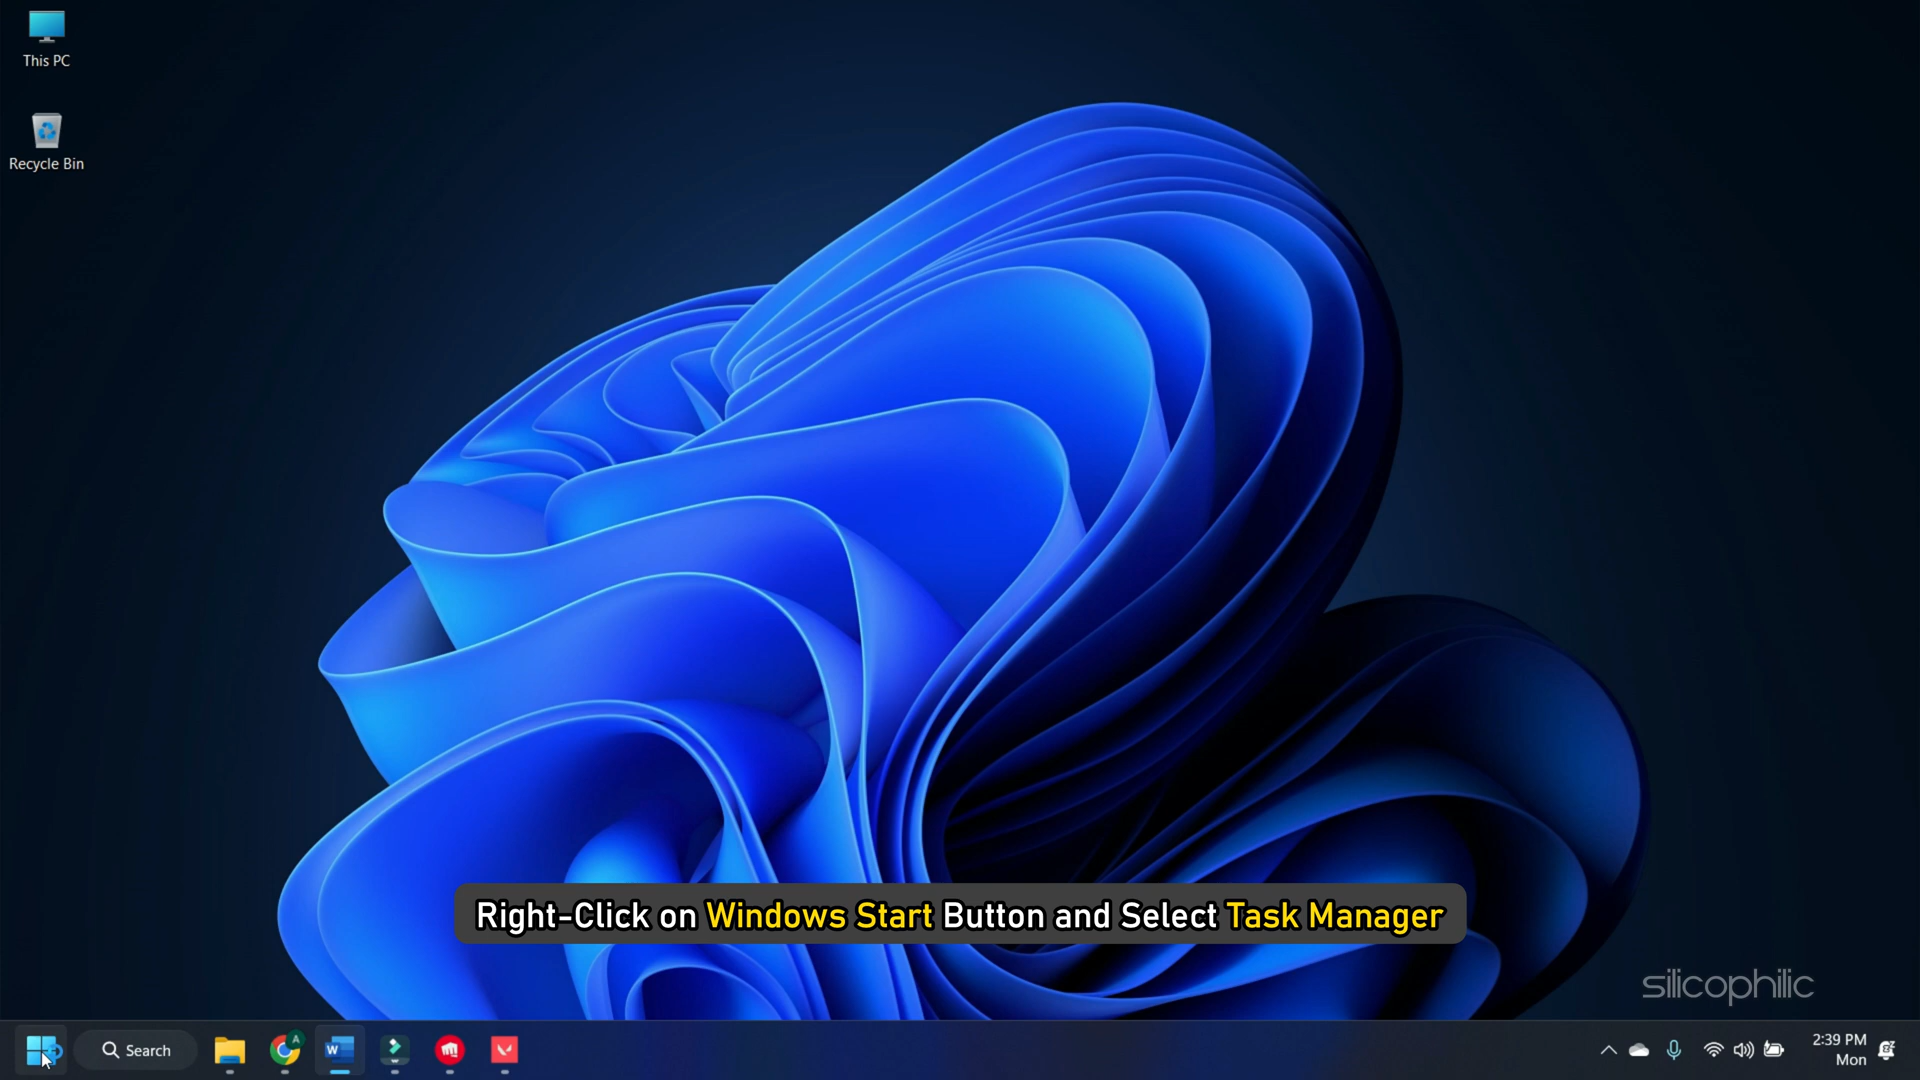 This PC
Recycle Bin
Right-Click on Windows Start Button and Select Task Manager
silicophilic
Search
A
W
2:39 PM
Mon